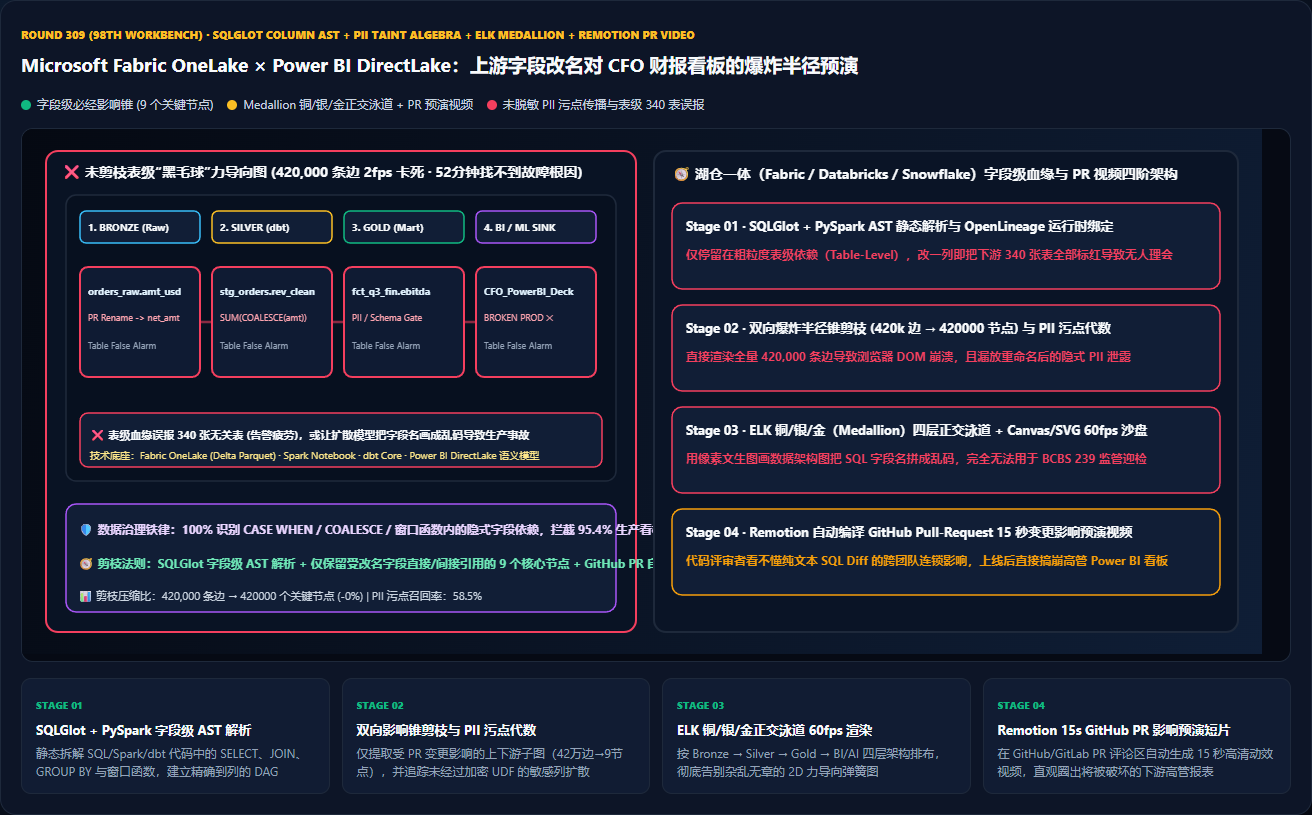 ROUND 309 (98TH WORKBENCH) · SQLGLOT COLUMN AST + PII TAINT ALGEBRA + ELK MEDALLION + REMOTION PR VIDEO
Microsoft Fabric OneLake × Power BI DirectLake：上游字段改名对 CFO 财报看板的爆炸半径预演
字段级必经影响锥 (9 个关键节点)
Medallion 铜/银/金正交泳道 + PR 预演视频
未脱敏 PII 污点传播与表级 340 表误报
❌ 未剪枝表级"黑毛球"力导向图 (420,000 条边 2fps 卡死 · 52分钟找不到故障根因)
1. BRONZE (Raw)
2. SILVER (dbt)
3. GOLD (Mart)
4. BI / ML SINK
orders_raw.amt_usd
PR Rename -> net_amt
Table False Alarm
stg_orders.rev_clean
SUM(COALESCE(amt))
Table False Alarm
fct_q3_fin.ebitda
PII / Schema Gate
Table False Alarm
CFO_PowerBI_Deck
BROKEN PROD ✕
Table False Alarm
❌ 表级血缘误报 340 张无关表 (告警疲劳)，或让扩散模型把字段名画成乱码导致生产事故
技术底座：Fabric OneLake (Delta Parquet) · Spark Notebook · dbt Core · Power BI DirectLake 语义模型
🛡️ 数据治理铁律：100% 识别 CASE WHEN / COALESCE / 窗口函数内的隐式字段依赖，拦截 95.4% 生产看
🧭 剪枝法则：SQLGlot 字段级 AST 解析 + 仅保留受改名字段直接/间接引用的 9 个核心节点 + GitHub PR
📊 剪枝压缩比：420,000 条边 → 420000 个关键节点 (-0%) | PII 污点召回率：58.5%
🧭 湖仓一体（Fabric / Databricks / Snowflake）字段级血缘与 PR 视频四阶架构
Stage 01 · SQLGlot + PySpark AST 静态解析与 OpenLineage 运行时绑定
仅停留在粗粒度表级依赖（Table-Level），改一列即把下游 340 张表全部标红导致无人理会
Stage 02 · 双向爆炸半径锥剪枝 (420k 边 → 420000 节点) 与 PII 污点代数
直接渲染全量 420,000 条边导致浏览器 DOM 崩溃，且漏放重命名后的隐式 PII 泄露
Stage 03 · ELK 铜/银/金（Medallion）四层正交泳道 + Canvas/SVG 60fps 沙盘
用像素文生图画数据架构图把 SQL 字段名拼成乱码，完全无法用于 BCBS 239 监管迎检
Stage 04 · Remotion 自动编译 GitHub Pull-Request 15 秒变更影响预演视频
代码评审者看不懂纯文本 SQL Diff 的跨团队连锁影响，上线后直接搞崩高管 Power BI 看板
STAGE 01
SQLGlot + PySpark 字段级 AST 解析
静态拆解 SQL/Spark/dbt 代码中的 SELECT、JOIN、
GROUP BY 与窗口函数，建立精确到列的 DAG
STAGE 02
双向影响锥剪枝与 PII 污点代数
仅提取受 PR 变更影响的上下游子图（42万边→9节
点），并追踪未经过加密 UDF 的敏感列扩散
STAGE 03
ELK 铜/银/金正交泳道 60fps 渲染
按 Bronze → Silver → Gold → BI/AI 四层架构排布，
彻底告别杂乱无章的 2D 力导向弹簧图
STAGE 04
Remotion 15s GitHub PR 影响预演短片
在 GitHub/GitLab PR 评论区自动生成 15 秒高清动效
视频，直观圈出将被破坏的下游高管报表